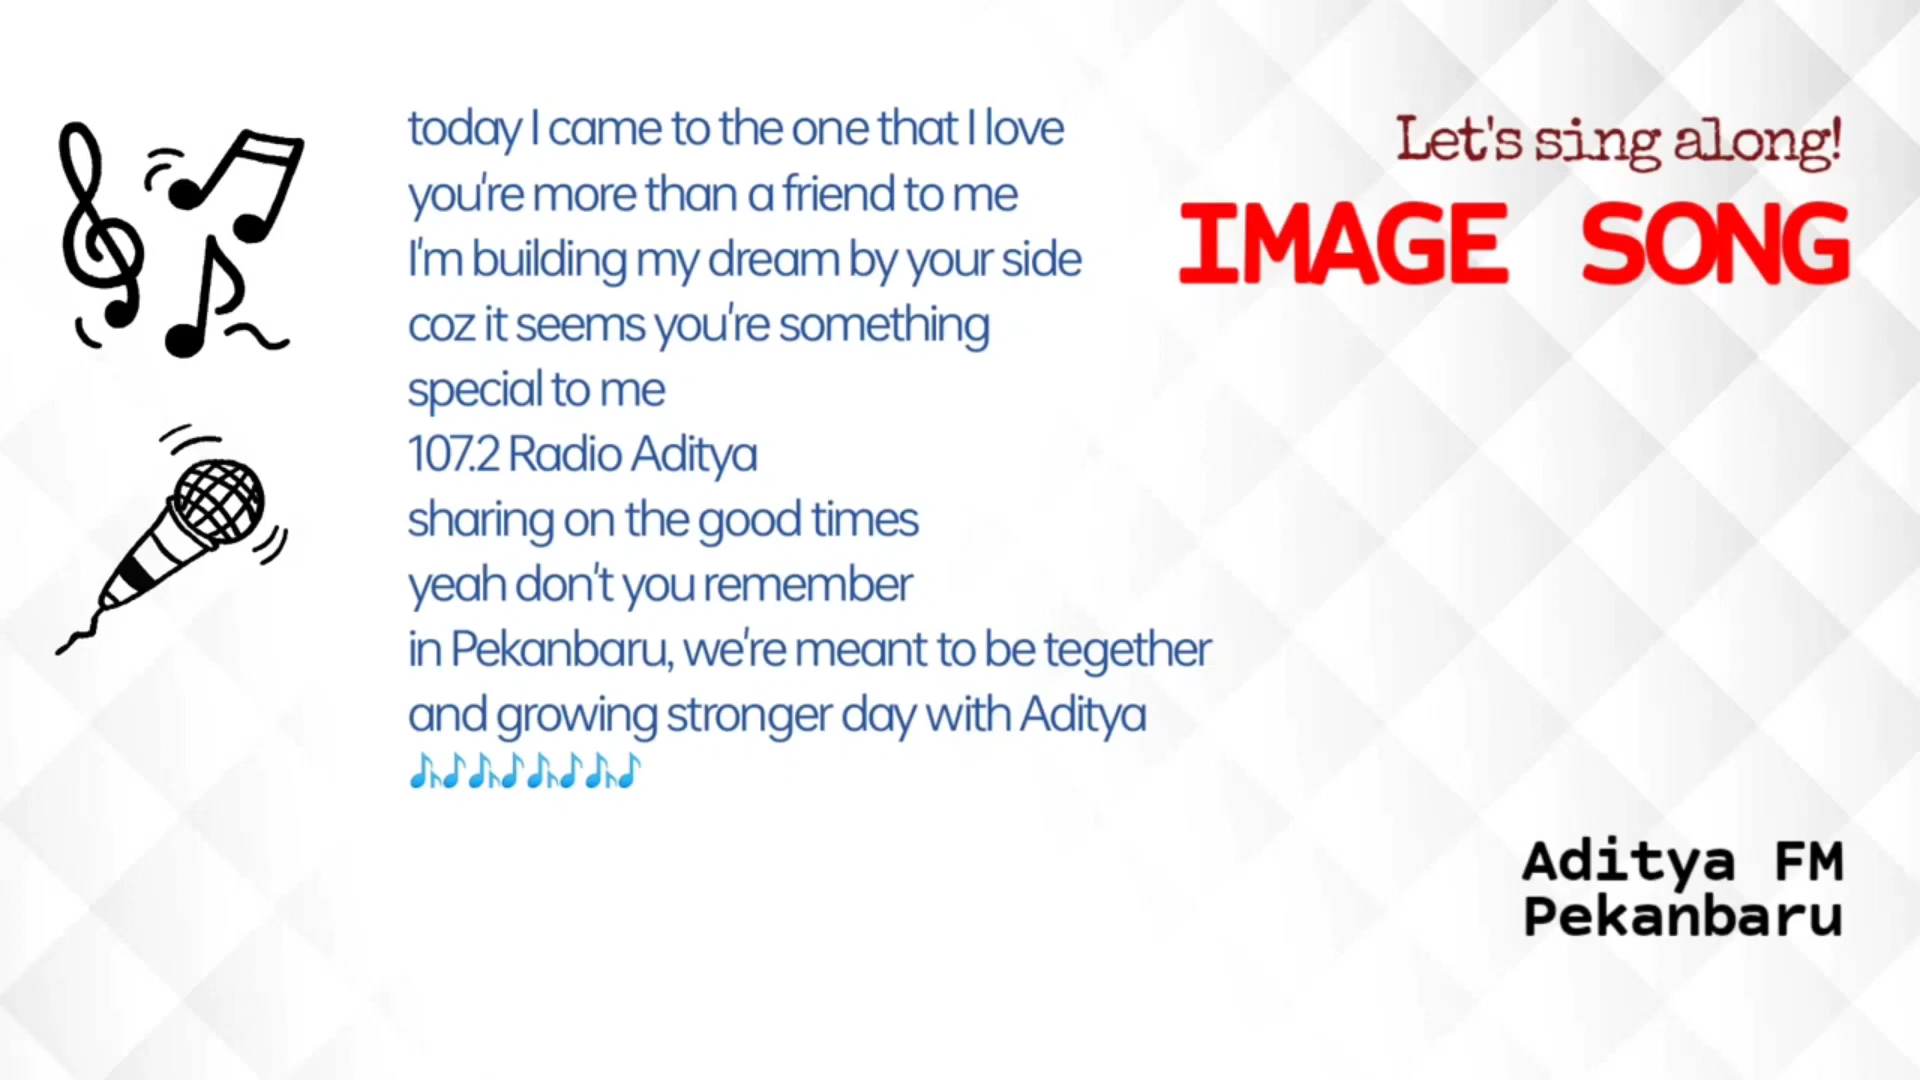 today I came to the one that I love
you're more than a friend to me
I'm building my dream by your side
coz it seems you're something
special to me
107.2 Radio Aditya
sharing on the good times
yeah don't you remember
in Pekanbaru, we're meant to be tegether
and growing stronger day with Aditya
🎶🎶🎶🎶
Let's sing along!
IMAGE SONG
Aditya FM
Pekanbaru